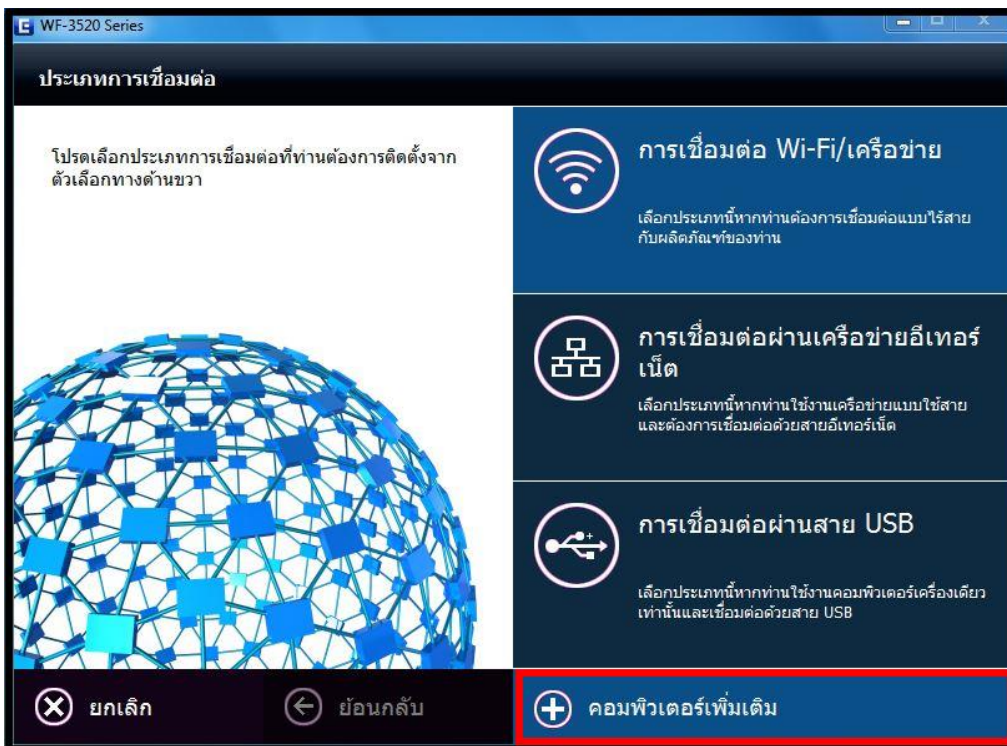 WF-3520 Series
ประเภทการเชื่อมต่อ
โปรดเลือกประเภทการเชื่อมต่อที่ท่านต้องการติดตั้งจาก
ตัวเลือกทางด้านขวา
การเชื่อมต่อ Wi-Fi/เครือข่าย
เลือกประเภทนี้หากท่านต้องการเชื่อมต่อแบบไร้สาย
กับผลิตภัณฑ์ของท่าน
การเชื่อมต่อผ่านเครือข่ายอีเทอร์
เน็ต
เลือกประเภทนี้หากท่านใช้งานเครือข่ายแบบใช้สาย
และต้องการเชื่อมต่อด้วยสายอีเทอร์เน็ต
การเชื่อมต่อผ่านสาย USB
เลือกประเภทนี้หากท่านใช้งานคอมพิวเตอร์เครื่องเดียว
เท่านั้นและเชื่อมต่อด้วยสาย USB
ยกเลิก
ย้อนกลับ
คอมพิวเตอร์เพิ่มเติม